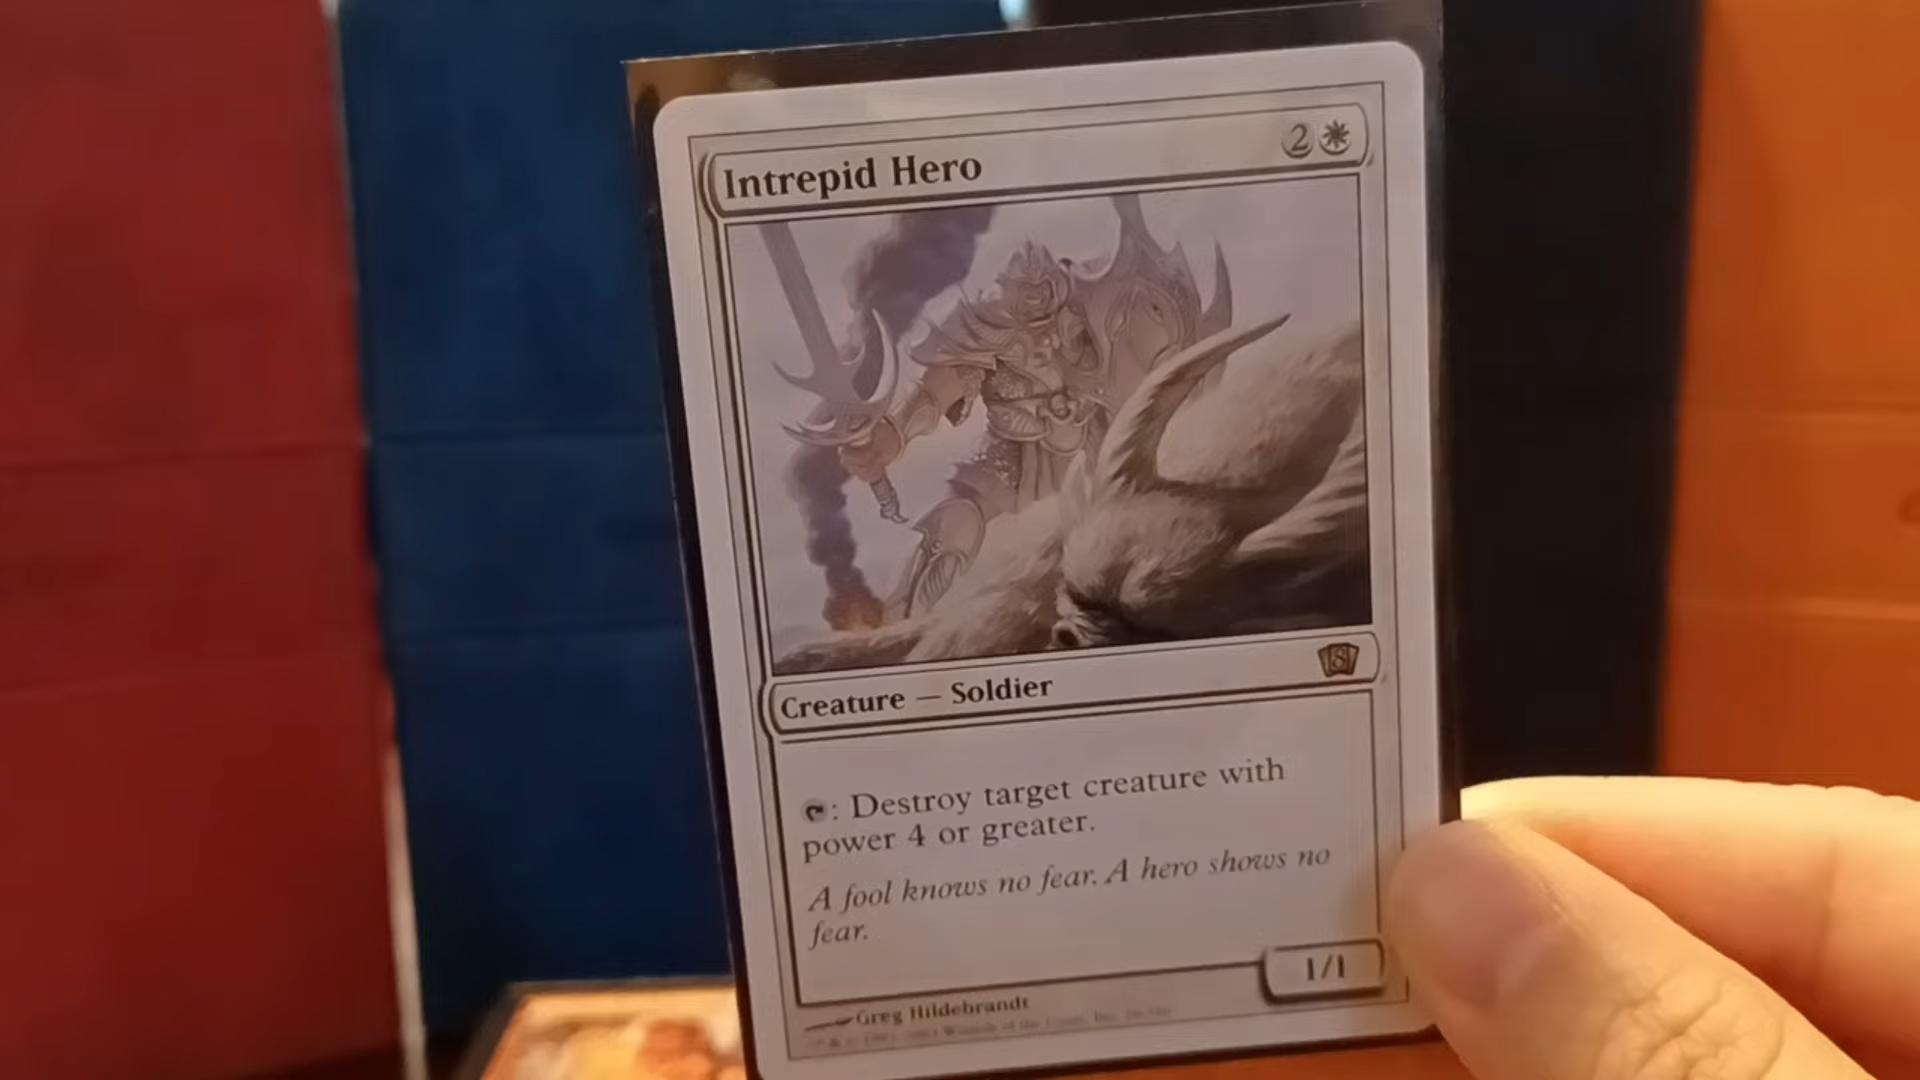 Intrepid Hero
2
8
Creature — Soldier
: Destroy target creature with
power 4 or greater.
A fool knows no fear. A hero shows no
fear.
1/1
Greg Hildebrandt